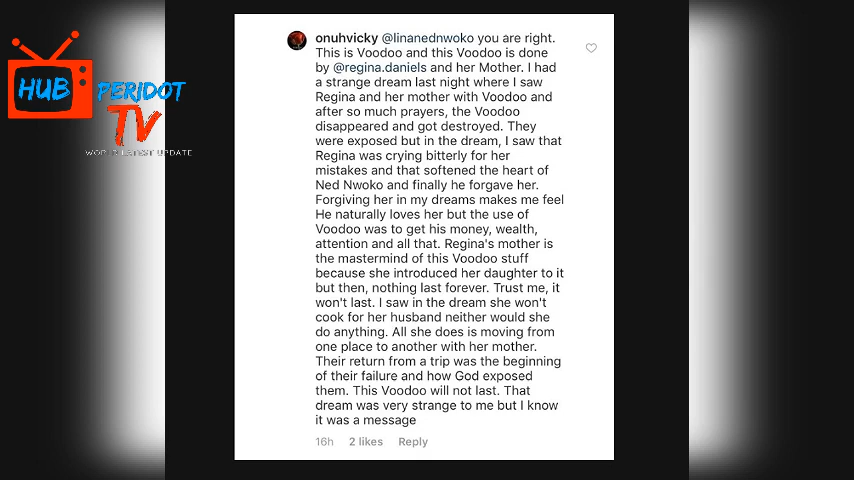 HUB
PERIDOT
TV
WORLD LATEST UPDATE
onuhvicky @linanednwoko you are right.
This is Voodoo and this Voodoo is done
by @regina.daniels and her Mother. I had
a strange dream last night where I saw
Regina and her mother with Voodoo and
after so much prayers, the Voodoo
disappeared and got destroyed. They
were exposed but in the dream, I saw that
Regina was crying bitterly for her
mistakes and that softened the heart of
Ned Nwoko and finally he forgave her.
Forgiving her in my dreams makes me feel
He naturally loves her but the use of
Voodoo was to get his money, wealth,
attention and all that. Regina's mother is
the mastermind of this Voodoo stuff
because she introduced her daughter to it
but then, nothing last forever. Trust me, it
won't last. I saw in the dream she won't
cook for her husband neither would she
do anything. All she does is moving from
one place to another with her mother.
Their return from a trip was the beginning
of their failure and how God exposed
them. This Voodoo will not last. That
dream was very strange to me but I know
it was a message
16h 2 likes Reply